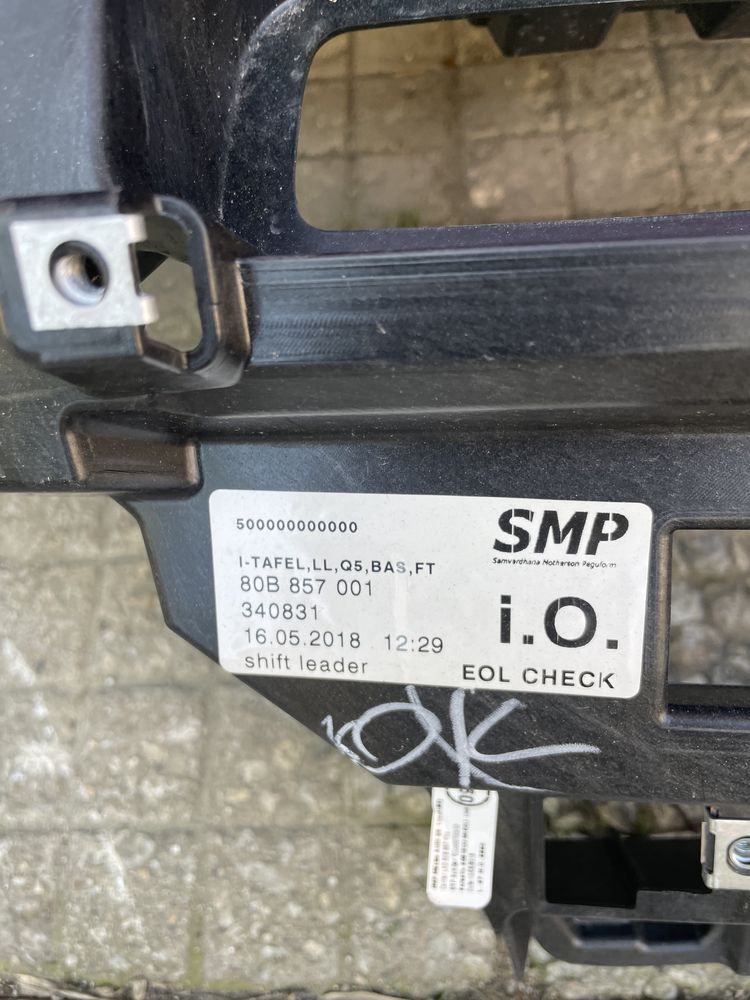 500000000000
SMP
Samvardhana Motherson Peguform
I-TAFEL,LL,Q5,BAS,FT
80B 857 001
340831
16.05.2018 12:29
shift leader
i.O.
EOL CHECK
OK